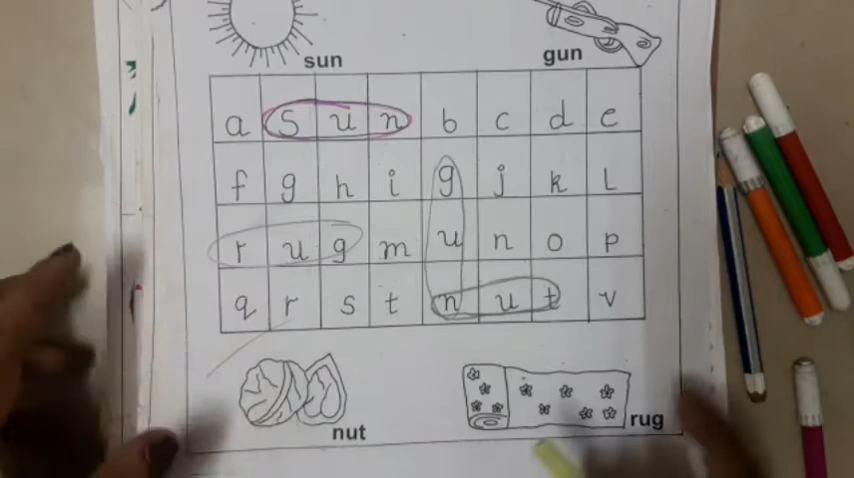 sun gun
a s u n b c d e
f g h i g j k l
r u g m u n o p
q r s t n u t v
nut rug